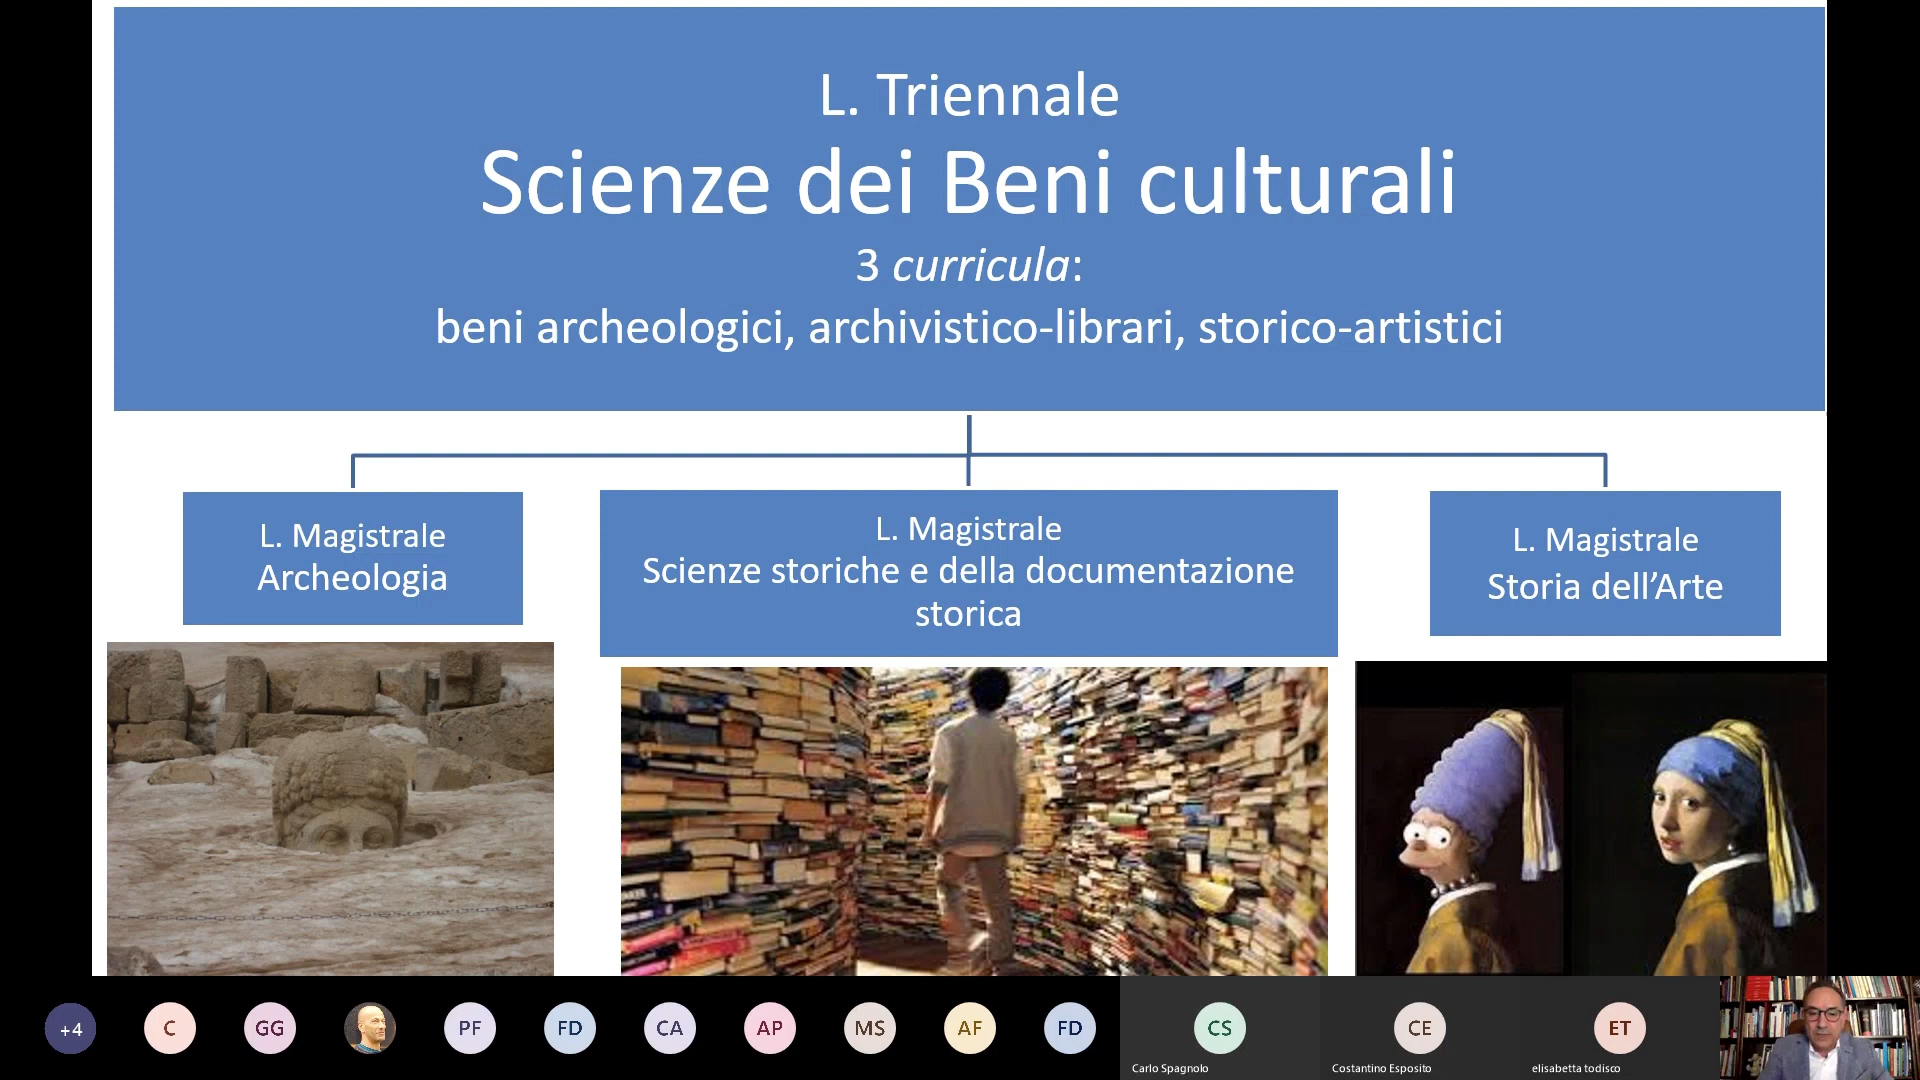 L. Triennale
Scienze dei Beni culturali
3 curricula:
beni archeologici, archivistico-librari, storico-artistici
L. Magistrale
Archeologia
L. Magistrale
Scienze storiche e della documentazione
storica
L. Magistrale
Storia dell’Arte
+4
C
GG
PF
FD
CA
AP
MS
AF
FD
CS
Carlo Spagnolo
CE
Costantino Esposito
ET
elisabetta todisco